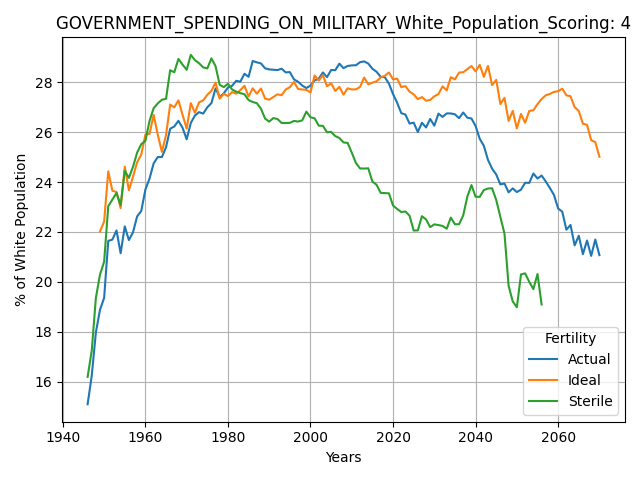 GOVERNMENT_SPENDING_ON_MILITARY_White_Population_Scoring: 4
% of White Population
28
26
24
22
20
18
16
1940
1960
1980
2000
2020
2040
2060
Years
Fertility
Actual
Ideal
Sterile